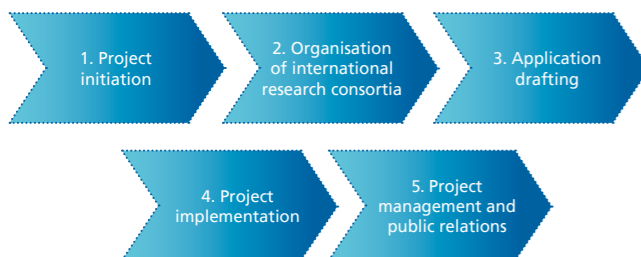 1. Project
initiation
2. Organisation
of international
research consortia
3. Application
drafting
4. Project
implementation
5. Project
management and
public relations